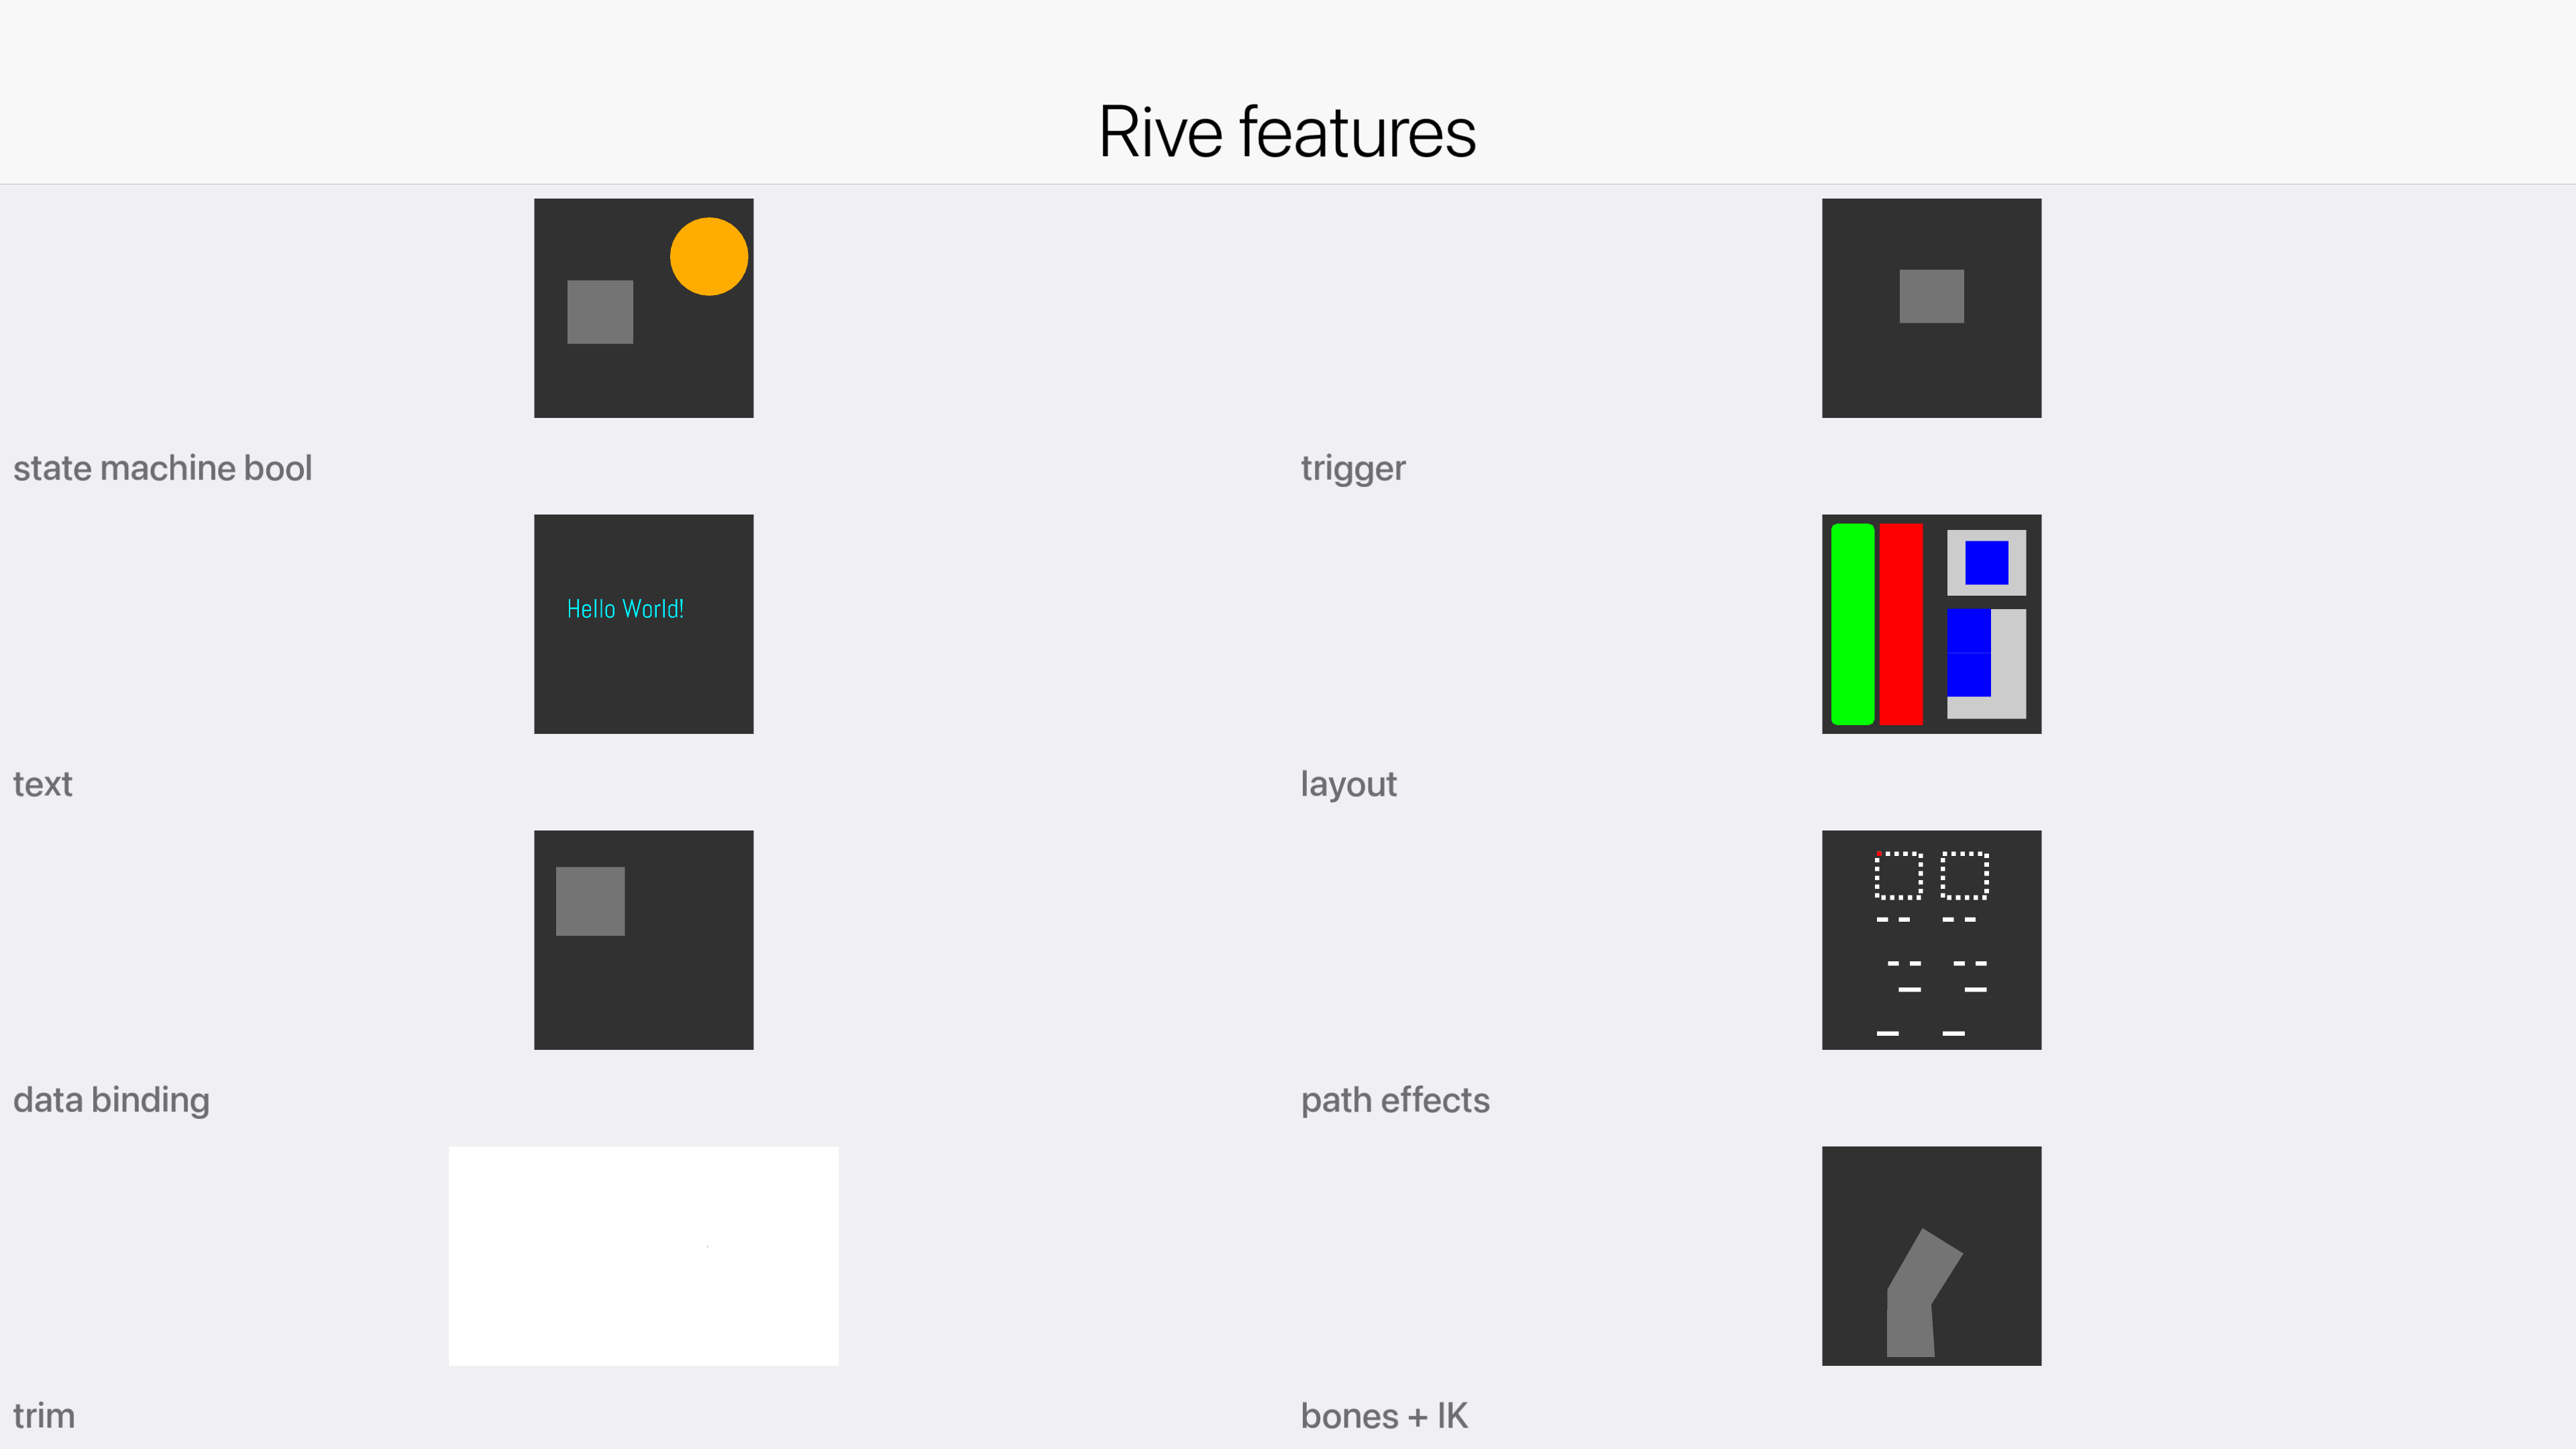 Rive features
state machine bool
trigger
Hello World!
text
layout
data binding
path effects
trim
bones + IK